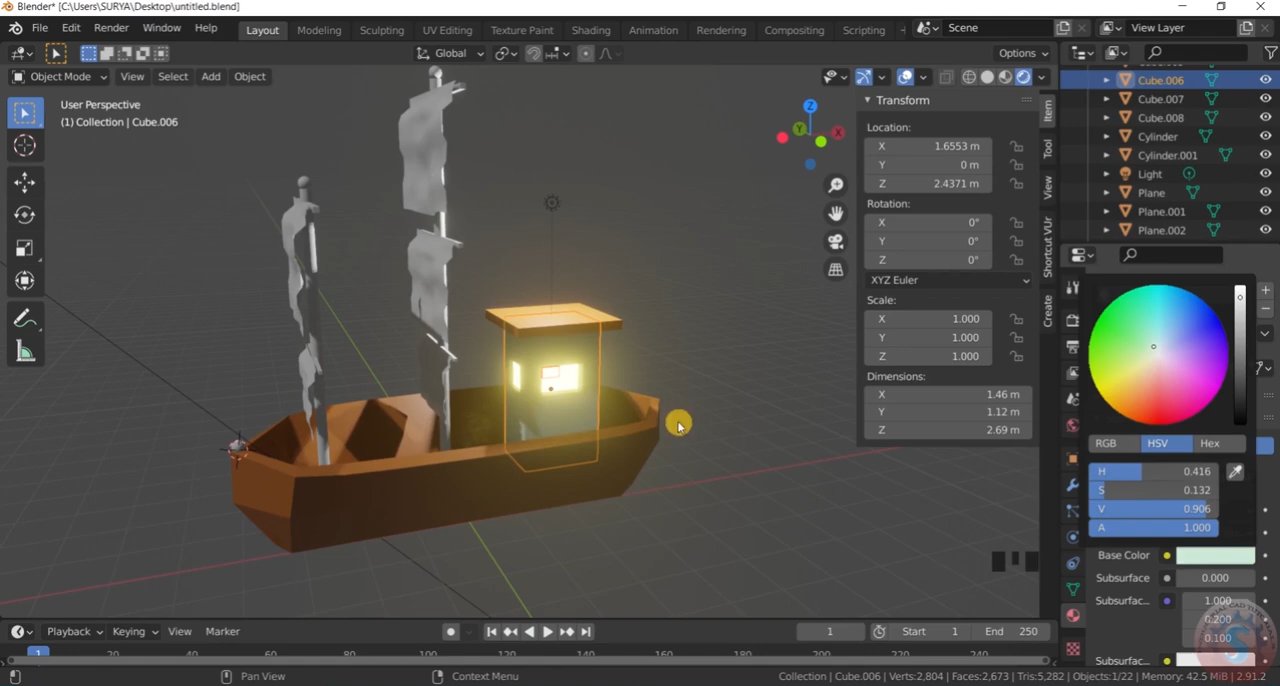 Blender* [C:\Users\SURYA\Desktop\untitled.blend]
File Edit Render Window Help
Layout Modeling Sculpting UV Editing Texture Paint Shading Animation Rendering Compositing Scripting
Scene
View Layer
Global
Options
Object Mode View Select Add Object
User Perspective
(1) Collection | Cube.006
Z
Y
X
Transform
Location:
X 1.6553 m
Y 0 m
Z 2.4371 m
Rotation:
X 0°
Y 0°
Z 0°
XYZ Euler
Scale:
X 1.000
Y 1.000
Z 1.000
Dimensions:
X 1.46 m
Y 1.12 m
Z 2.69 m
Item
Tool
View
Shortcut VUr
Create
Cube.006
Cube.007
Cube.008
Cylinder
Cylinder.001
Light
Plane
Plane.001
Plane.002
RGB HSV Hex
H 0.416
S 0.132
V 0.906
A 1.000
Base Color
Subsurface 0.000
Subsurfac... 1.000
0.200
0.100
Subsurfac...
Playback Keying View Marker
1
Start 1
End 250
1 20 40 60 80 100 120 140 160 180 200 220 240
Pan View
Context Menu
Collection | Cube.006 | Verts:2,804 | Faces:2,673 | Tris:5,282 | Objects:1/22 | Memory: 42.5 MiB | 2.91.2